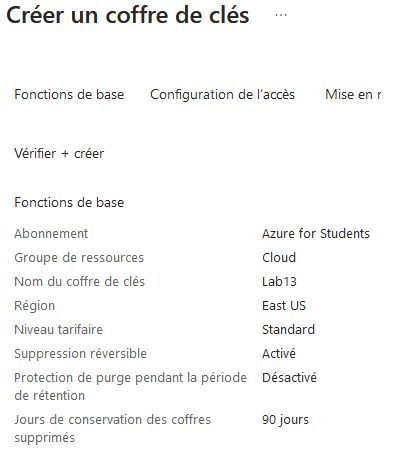 Créer un coffre de clés ...
Fonctions de base Configuration de l'accès Mise en r
Vérifier + créer
Fonctions de base
Abonnement Azure for Students
Groupe de ressources Cloud
Nom du coffre de clés Lab13
Région East US
Niveau tarifaire Standard
Suppression réversible Activé
Protection de purge pendant la période Désactivé
de rétention
Jours de conservation des coffres 90 jours
supprimés